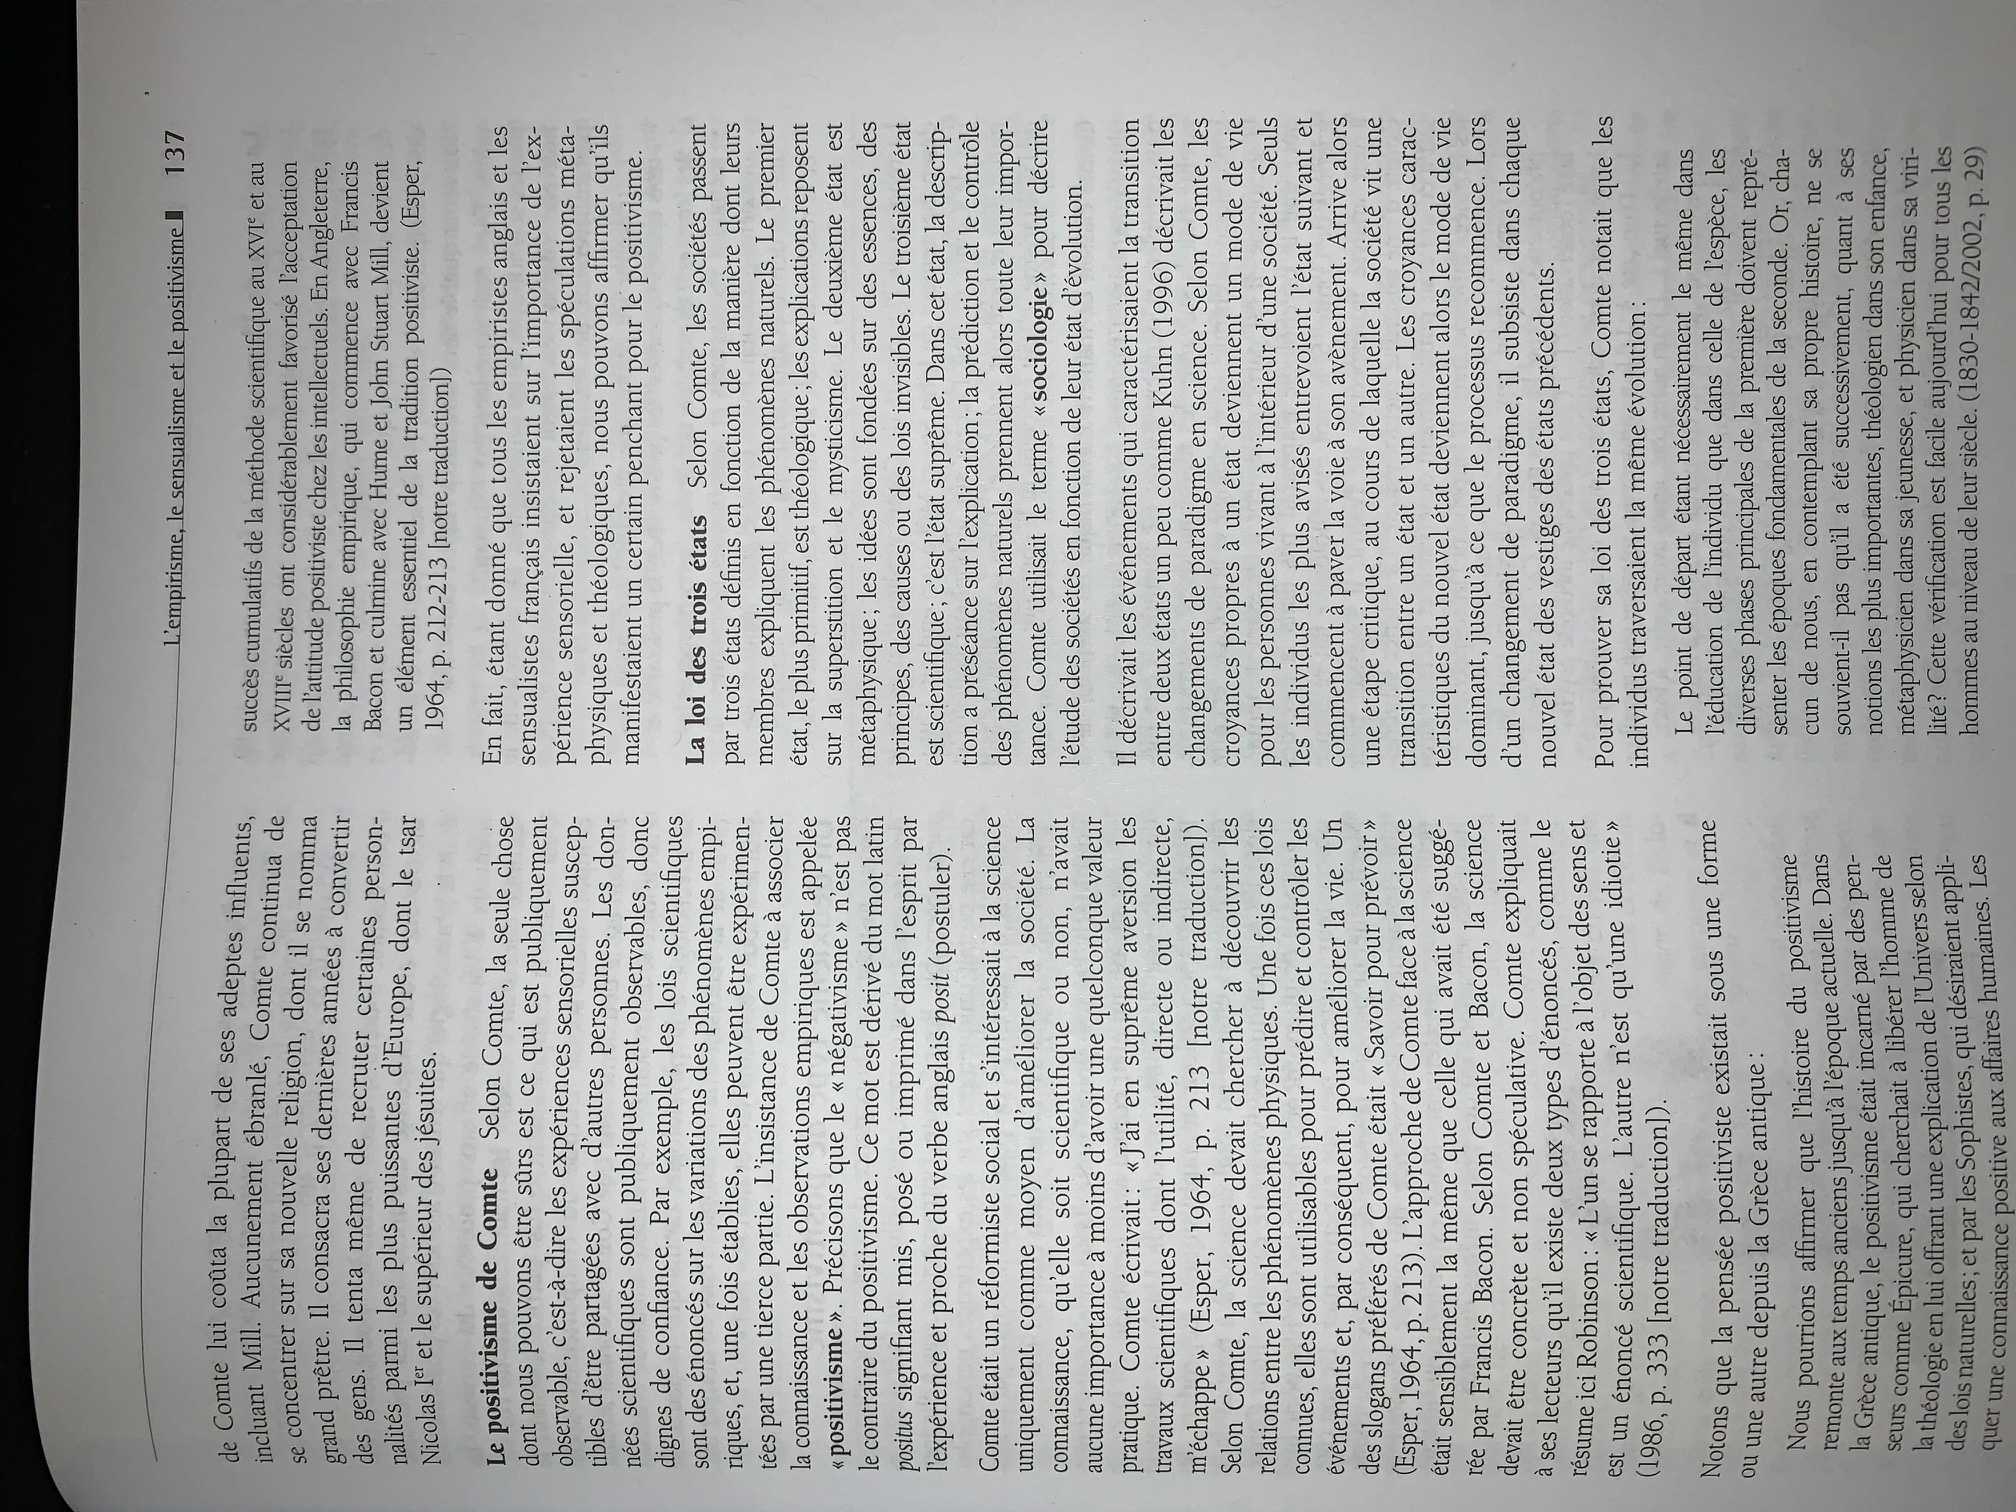 L'empirisme, le sensualisme et le positivisme 137
de Comte lui coûta la plupart de ses adeptes influents,
incluant Mill. Aucunement ébranlé, Comte continua de
se concentrer sur sa nouvelle religion, dont il se nomma
grand prêtre. Il consacra ses dernières années à convertir
des gens. Il tenta même de recruter certaines person-
nalités parmi les plus puissantes d'Europe, dont le tsar
Nicolas Ier et le supérieur des jésuites.
Le positivisme de Comte Selon Comte, la seule chose
dont nous pouvons être sûrs est ce qui est publiquement
observable, c'est-à-dire les expériences sensorielles suscep-
tibles d'être partagées avec d'autres personnes. Les don-
nées scientifiques sont publiquement observables, donc
dignes de confiance. Par exemple, les lois scientifiques
sont des énoncés sur les variations des phénomènes empi-
riques, et, une fois établies, elles peuvent être expérimen-
tées par une tierce partie. L'insistance de Comte à associer
la connaissance et les observations empiriques est appelée
« positivisme ». Précisons que le « négativisme » n'est pas
le contraire du positivisme. Ce mot est dérivé du mot latin
positus signifiant mis, posé ou imprimé dans l'esprit par
l'expérience et proche du verbe anglais posit (postuler).
Comte était un réformiste social et s'intéressait à la science
uniquement comme moyen d'améliorer la société. La
connaissance, qu'elle soit scientifique ou non, n'avait
aucune importance à moins d'avoir une quelconque valeur
pratique. Comte écrivait : « J'ai en suprême aversion les
travaux scientifiques dont l'utilité, directe ou indirecte,
m'échappe » (Esper, 1964, p. 213 [notre traduction]).
Selon Comte, la science devait chercher à découvrir les
relations entre les phénomènes physiques. Une fois ces lois
connues, elles sont utilisables pour prédire et contrôler les
événements et, par conséquent, pour améliorer la vie. Un
des slogans préférés de Comte était « Savoir pour prévoir »
(Esper, 1964, p. 213). L'approche de Comte face à la science
était sensiblement la même que celle qui avait été suggé-
rée par Francis Bacon. Selon Comte et Bacon, la science
devait être concrète et non spéculative. Comte expliquait
à ses lecteurs qu'il existe deux types d'énoncés, comme le
résume ici Robinson : « L'un se rapporte à l'objet des sens et
est un énoncé scientifique. L'autre n'est qu'une idiotie »
(1986, p. 333 [notre traduction]).
Notons que la pensée positiviste existait sous une forme
ou une autre depuis la Grèce antique :
Nous pourrions affirmer que l'histoire du positivisme
remonte aux temps anciens jusqu'à l'époque actuelle. Dans
la Grèce antique, le positivisme était incarné par des pen-
seurs comme Épicure, qui cherchait à libérer l'homme de
la théologie en lui offrant une explication de l'Univers selon
des lois naturelles ; et par les Sophistes, qui désiraient appli-
quer une connaissance positive aux affaires humaines. Les
succès cumulatifs de la méthode scientifique au XVIe et au
XVIIIe siècles ont considérablement favorisé l'acceptation
de l'attitude positiviste chez les intellectuels. En Angleterre,
la philosophie empirique, qui commence avec Francis
Bacon et culmine avec Hume et John Stuart Mill, devient
un élément essentiel de la tradition positiviste. (Esper,
1964, p. 212-213 [notre traduction])
En fait, étant donné que tous les empiristes anglais et les
sensualistes français insistaient sur l'importance de l'ex-
périence sensorielle, et rejetaient les spéculations méta-
physiques et théologiques, nous pouvons affirmer qu'ils
manifestaient un certain penchant pour le positivisme.
La loi des trois états Selon Comte, les sociétés passent
par trois états définis en fonction de la manière dont leurs
membres expliquent les phénomènes naturels. Le premier
état, le plus primitif, est théologique ; les explications reposent
sur la superstition et le mysticisme. Le deuxième état est
métaphysique ; les idées sont fondées sur des essences, des
principes, des causes ou des lois invisibles. Le troisième état
est scientifique ; c'est l'état suprême. Dans cet état, la descrip-
tion a préséance sur l'explication ; la prédiction et le contrôle
des phénomènes naturels prennent alors toute leur impor-
tance. Comte utilisait le terme « sociologie » pour décrire
l'étude des sociétés en fonction de leur état d'évolution.
Il décrivait les événements qui caractérisaient la transition
entre deux états un peu comme Kuhn (1996) décrivait les
changements de paradigme en science. Selon Comte, les
croyances propres à un état deviennent un mode de vie
pour les personnes vivant à l'intérieur d'une société. Seuls
les individus les plus avisés entrevoient l'état suivant et
commencent à paver la voie à son avènement. Arrive alors
une étape critique, au cours de laquelle la société vit une
transition entre un état et un autre. Les croyances carac-
téristiques du nouvel état deviennent alors le mode de vie
dominant, jusqu'à ce que le processus recommence. Lors
d'un changement de paradigme, il subsiste dans chaque
nouvel état des vestiges des états précédents.
Pour prouver sa loi des trois états, Comte notait que les
individus traversaient la même évolution :
Le point de départ étant nécessairement le même dans
l'éducation de l'individu que dans celle de l'espèce, les
diverses phases principales de la première doivent repré-
senter les époques fondamentales de la seconde. Or, cha-
cun de nous, en contemplant sa propre histoire, ne se
souvient-il pas qu'il a été successivement, quant à ses
notions les plus importantes, théologien dans son enfance,
métaphysicien dans sa jeunesse, et physicien dans sa viri-
lité ? Cette vérification est facile aujourd'hui pour tous les
hommes au niveau de leur siècle. (1830-1842/2002, p. 29)